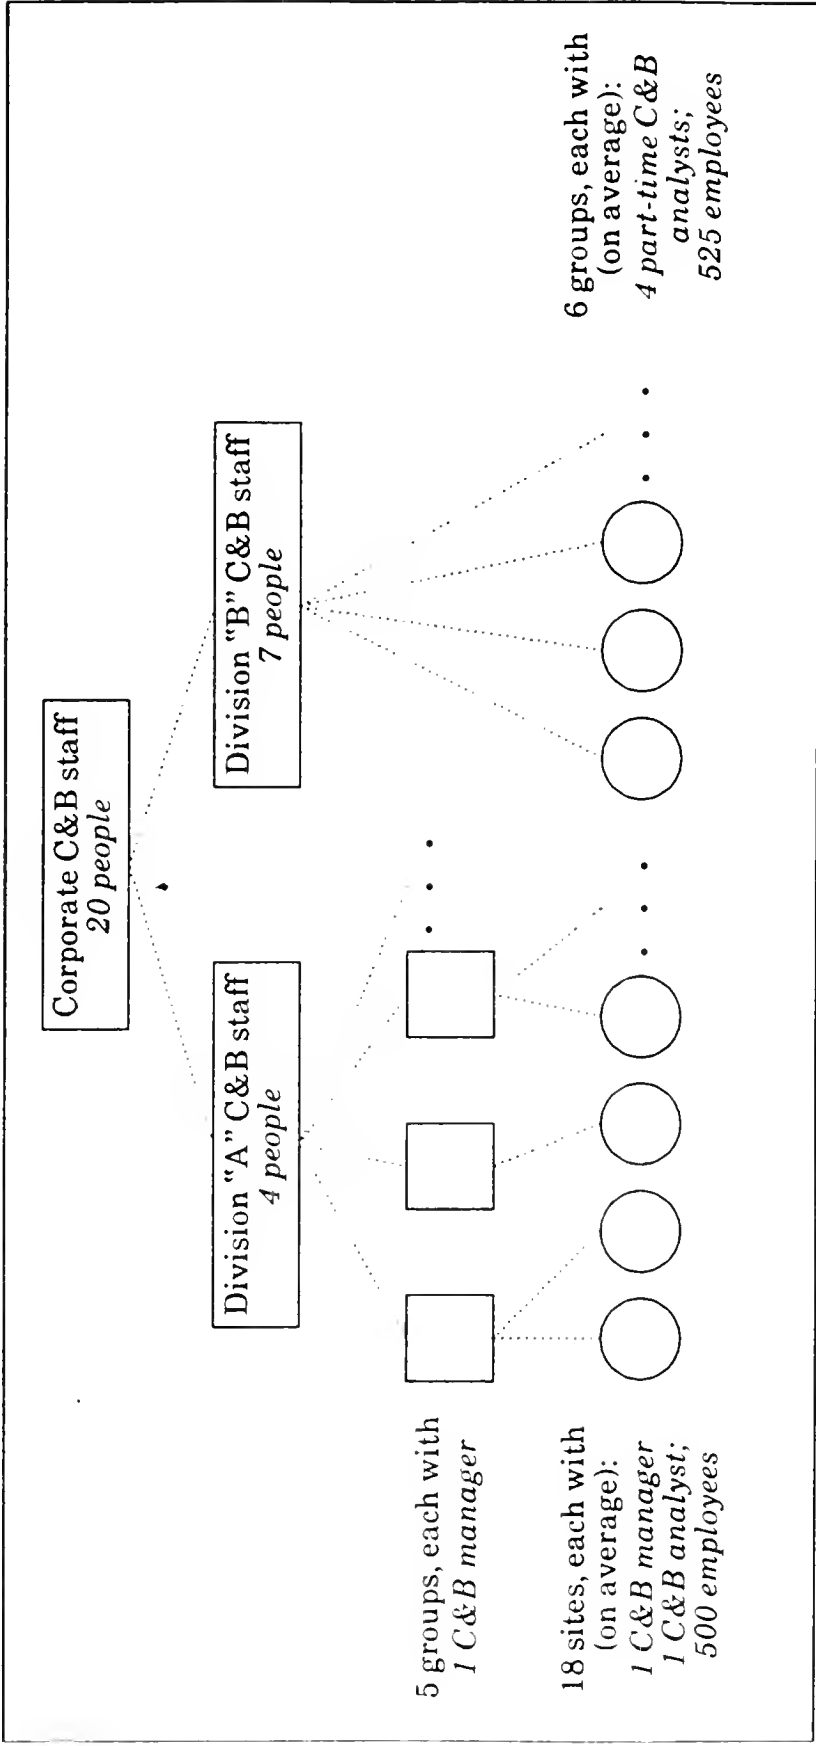 Corporate C&B staff
20 people
Division "A" C&B staff
4 people
Division "B" C&B staff
7 people
5 groups, each with
1 C&B manager
18 sites, each with
(on average):
1 C&B manager
1 C&B analyst;
500 employees
6 groups, each with
(on average):
4 part-time C&B
analysts;
525 employees